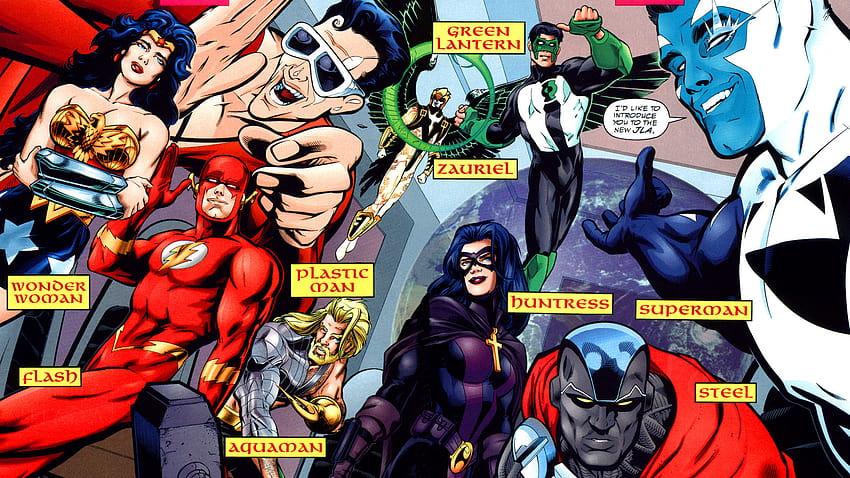 GREEN
LANTERN
I'D LIKE TO
INTRODUCE
YOU TO THE
NEW JLA.
ZAURIEL
WONDER
WOMAN
PLASTIC
MAN
HUNTRESS
SUPERMAN
FLASH
STEEL
AQUAMAN